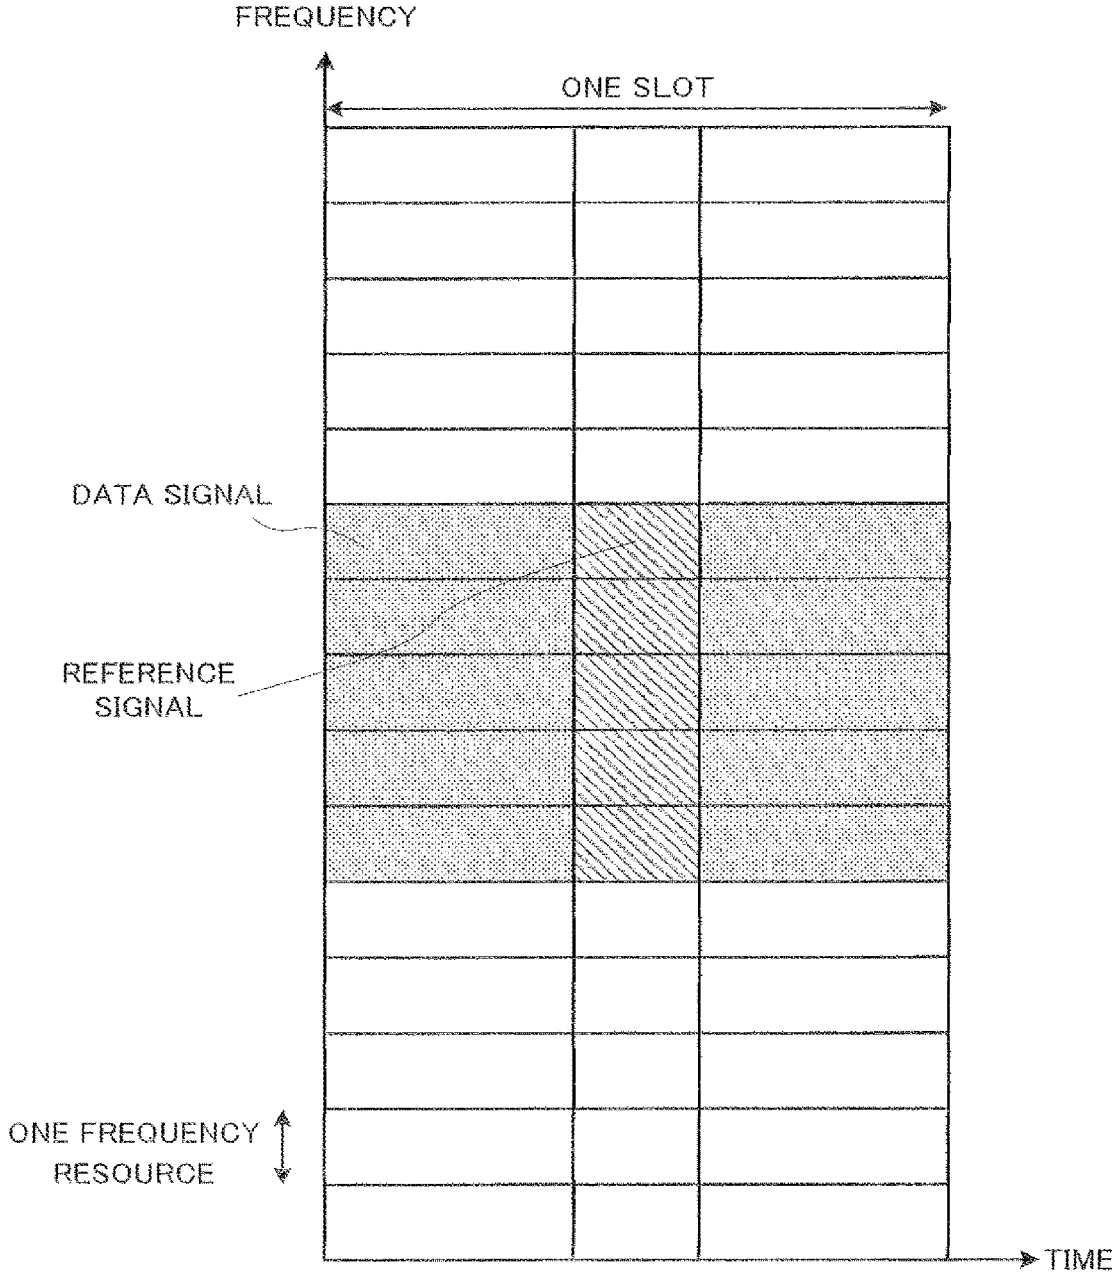 FREQUENCY
ONE SLOT
DATA SIGNAL
REFERENCE
SIGNAL
ONE FREQUENCY
RESOURCE
TIME